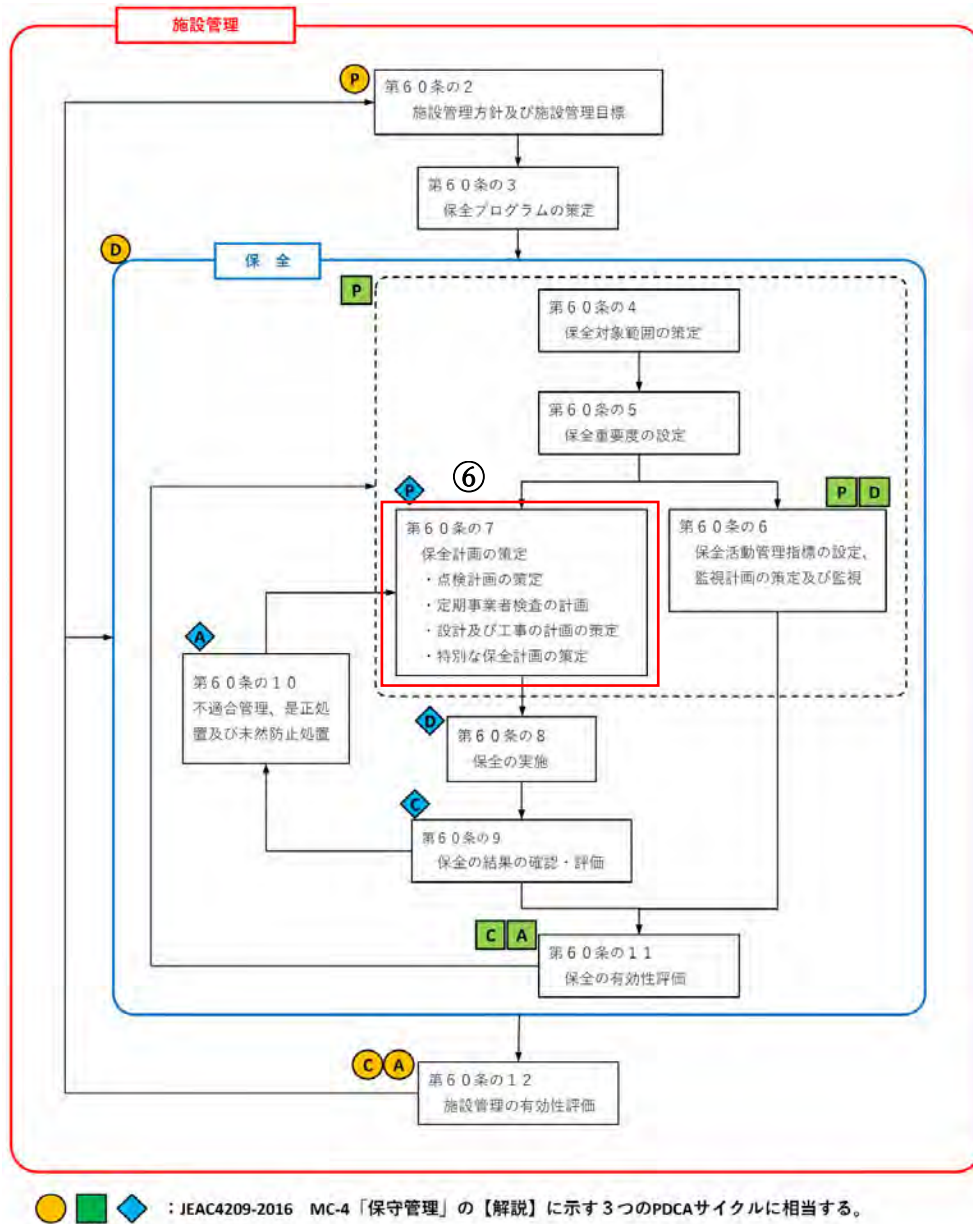 施設管理
P
第60条の2
施設管理方針及び施設管理目標
第60条の3
保全プログラムの策定
D
保 全
P
第60条の4
保全対象範囲の策定
第60条の5
保全重要度の設定
⑥
P
P D
第60条の7
保全計画の策定
・点検計画の策定
・定期事業者検査の計画
・設計及び工事の計画の策定
・特別な保全計画の策定
第60条の6
保全活動管理指標の設定、
監視計画の策定及び監視
A
第60条の10
不適合管理、是正処
置及び未然防止処置
D
第60条の8
保全の実施
C
第60条の9
保全の結果の確認・評価
C A
第60条の11
保全の有効性評価
C A
第60条の12
施設管理の有効性評価
:JEAC4209-2016 MC-4「保守管理」の【解説】に示す3つのPDCAサイクルに相当する。